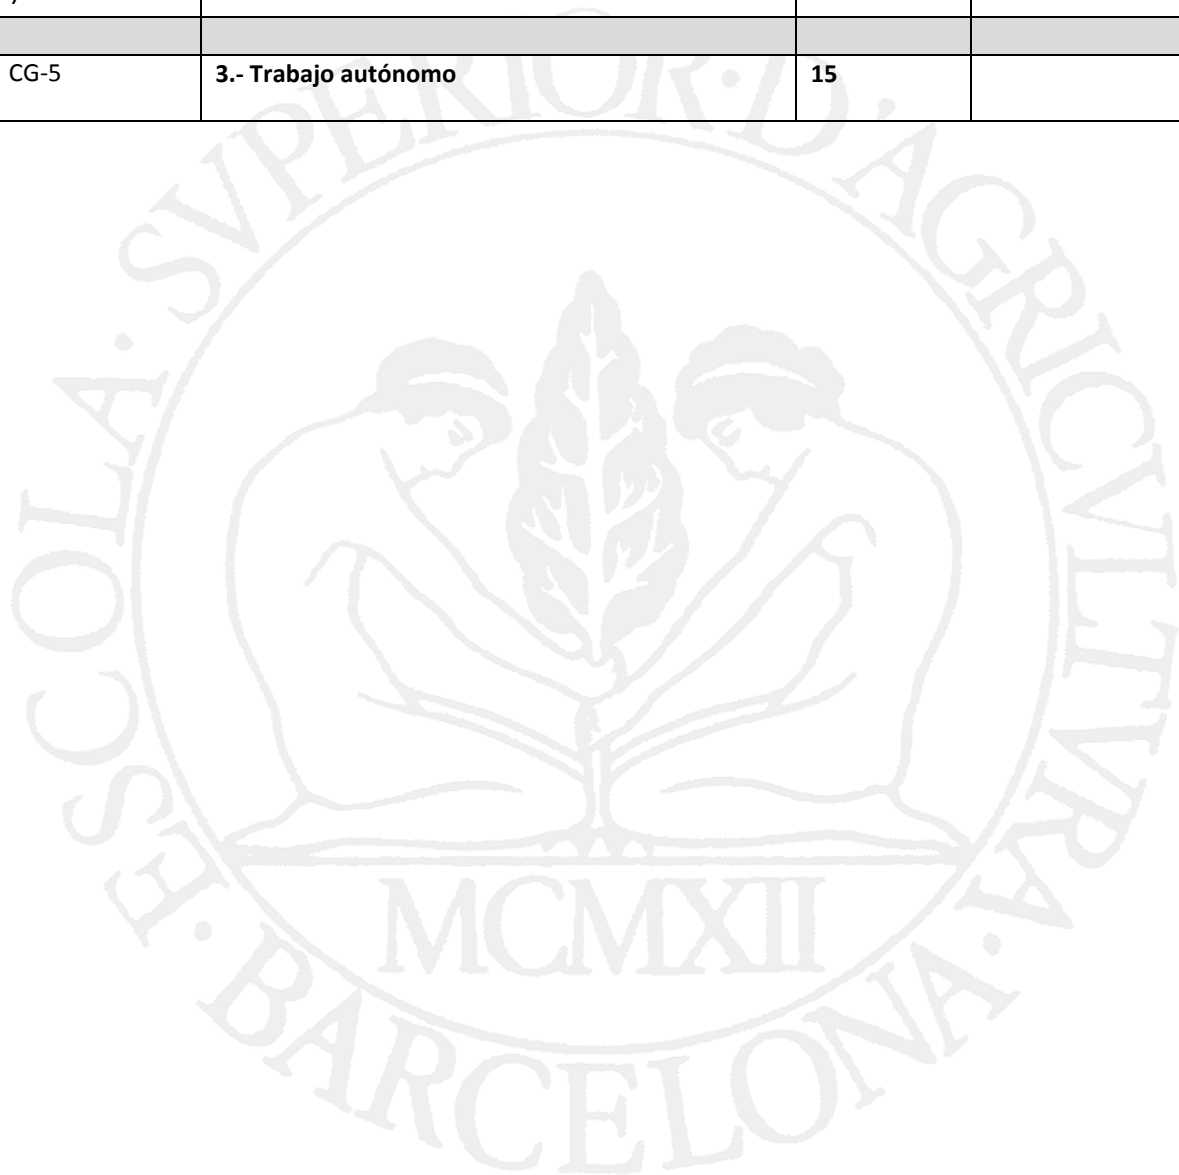 CG-5 3.- Trabajo autónomo 15
ESCOLA · SVPERIOR · D'AGRICVLTVRA · BARCELONA ·
MCMXII